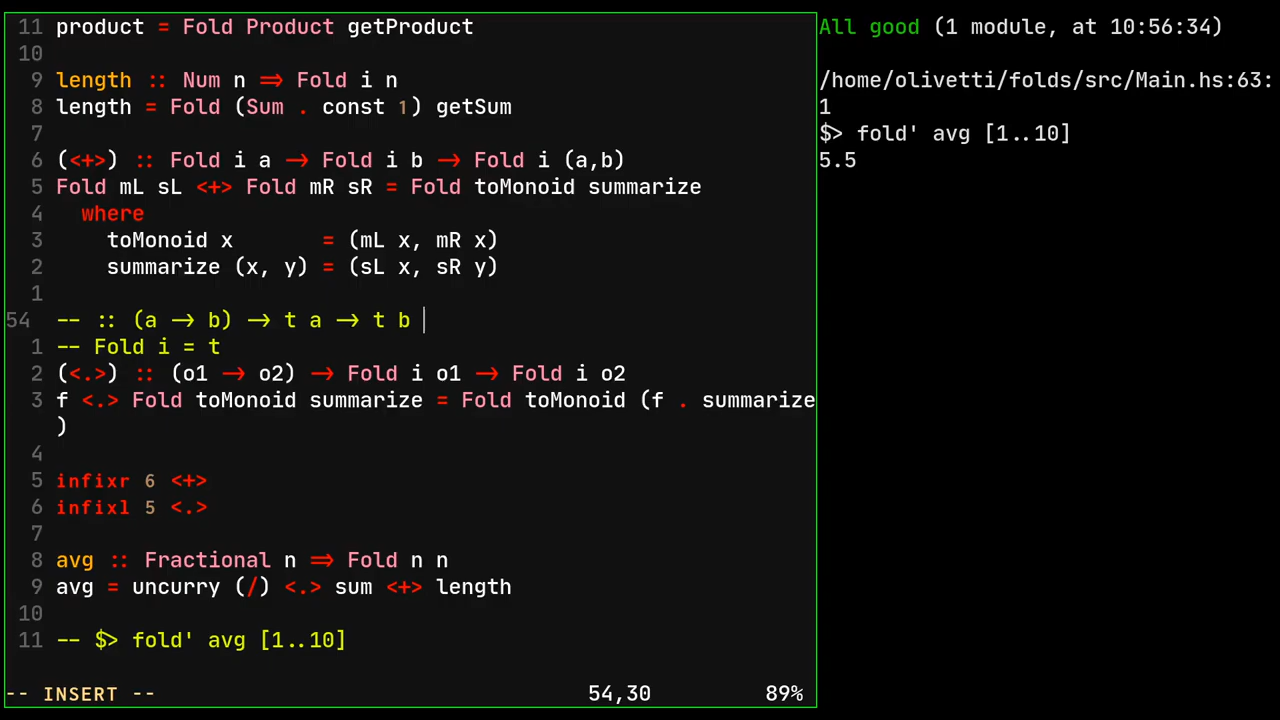 11 product = Fold Product getProduct
10
9 length :: Num n => Fold i n
8 length = Fold (Sum . const 1) getSum
7
6 (<+>) :: Fold i a -> Fold i b -> Fold i (a,b)
5 Fold mL sL <+> Fold mR sR = Fold toMonoid summarize
4 where
3 toMonoid x = (mL x, mR x)
2 summarize (x, y) = (sL x, sR y)
1
54 -- :: (a -> b) -> t a -> t b
1 -- Fold i = t
2 (<.>) :: (o1 -> o2) -> Fold i o1 -> Fold i o2
3 f <.> Fold toMonoid summarize = Fold toMonoid (f . summarize
)
4
5 infixr 6 <+>
6 infixl 5 <.>
7
8 avg :: Fractional n => Fold n n
9 avg = uncurry (/) <.> sum <+> length
10
11 -- $> fold' avg [1..10]
-- INSERT -- 54,30 89%
All good (1 module, at 10:56:34)
/home/olivetti/folds/src/Main.hs:63:
1
$> fold' avg [1..10]
5.5